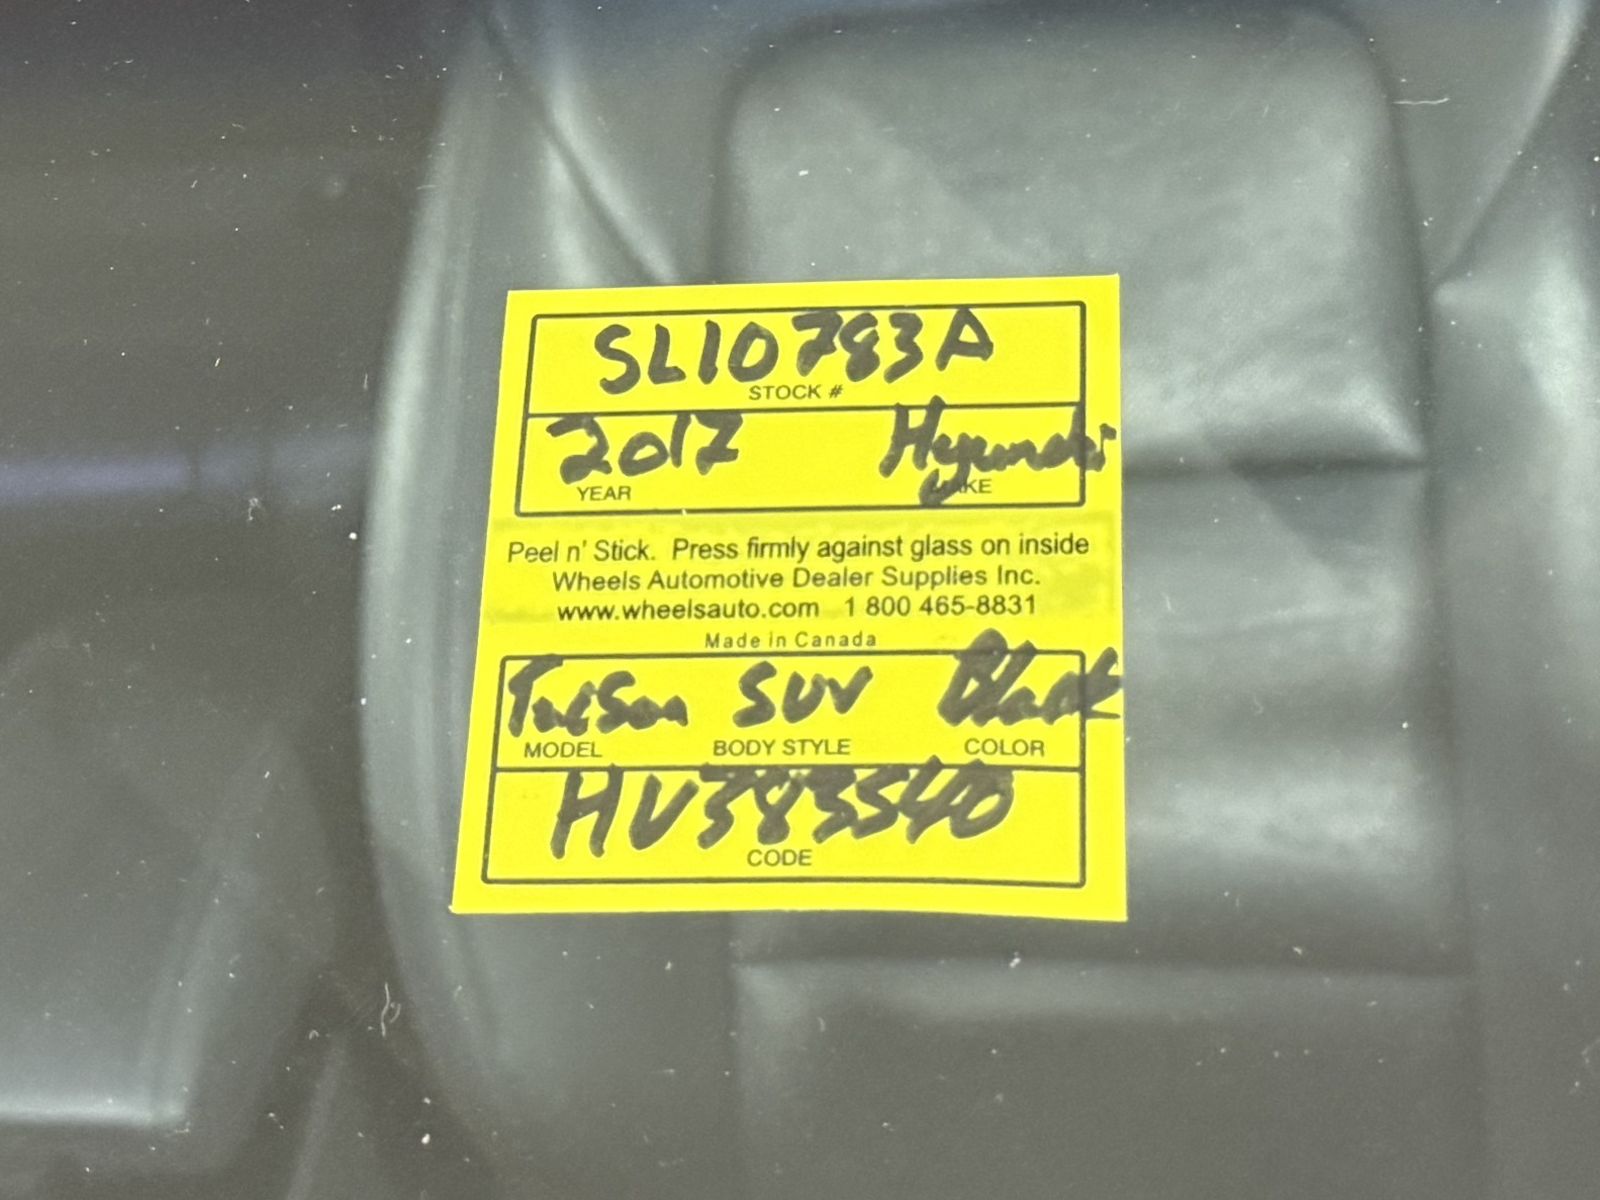 SL10783A
STOCK #
2017 Hyundai
YEAR MAKE
Peel n' Stick. Press firmly against glass on inside
Wheels Automotive Dealer Supplies Inc.
www.wheelsauto.com 1 800 465-8831
Made in Canada
Tucson SUV Black
MODEL BODY STYLE COLOR
HU383540
CODE